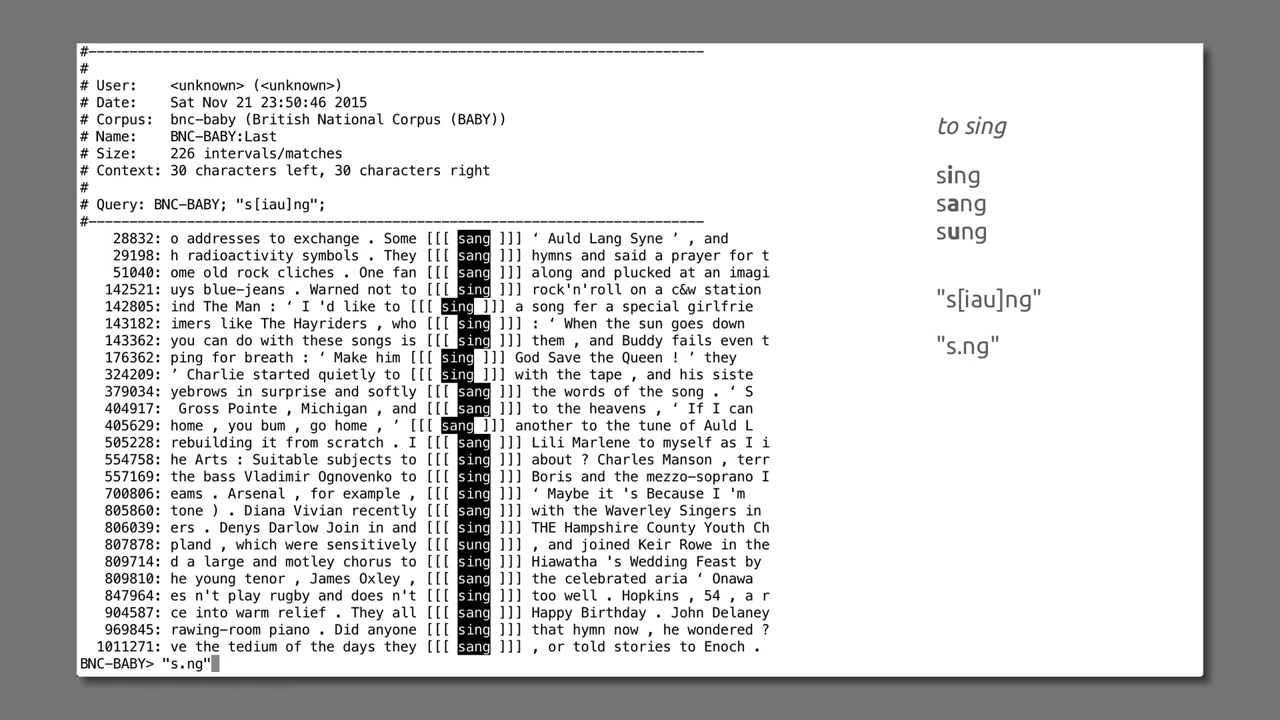 #---------------------------------------------------------------------------
#
# User:    <unknown> (<unknown>)
# Date:    Sat Nov 21 23:50:46 2015
# Corpus:  bnc-baby (British National Corpus (BABY))
# Name:    BNC-BABY:Last
# Size:    226 intervals/matches
# Context: 30 characters left, 30 characters right
#
# Query: BNC-BABY; "s[iau]ng";
#---------------------------------------------------------------------------
28832: o addresses to exchange . Some [[[ sang ]]] ‘ Auld Lang Syne ’ , and
29198: h radioactivity symbols . They [[[ sang ]]] hymns and said a prayer for t
51040: ome old rock cliches . One fan [[[ sang ]]] along and plucked at an imagi
142521: uys blue-jeans . Warned not to [[[ sing ]]] rock'n'roll on a c&w station
142805: ind The Man : ‘ I 'd like to [[[ sing ]]] a song fer a special girlfrie
143182: imers like The Hayriders , who [[[ sing ]]] : ‘ When the sun goes down
143362: you can do with these songs is [[[ sing ]]] them , and Buddy fails even t
176362: ping for breath : ‘ Make him [[[ sing ]]] God Save the Queen ! ’ they
324209: ’ Charlie started quietly to [[[ sing ]]] with the tape , and his siste
379034: yebrows in surprise and softly [[[ sang ]]] the words of the song . ‘ S
404917:  Gross Pointe , Michigan , and [[[ sang ]]] to the heavens , ‘ If I can
405629: home , you bum , go home , ’ [[[ sang ]]] another to the tune of Auld L
505228: rebuilding it from scratch . I [[[ sang ]]] Lili Marlene to myself as I i
554758: he Arts : Suitable subjects to [[[ sing ]]] about ? Charles Manson , terr
557169: the bass Vladimir Ognovenko to [[[ sing ]]] Boris and the mezzo-soprano I
700806: eams . Arsenal , for example , [[[ sing ]]] ‘ Maybe it 's Because I 'm
805860: tone ) . Diana Vivian recently [[[ sang ]]] with the Waverley Singers in
806039: ers . Denys Darlow Join in and [[[ sing ]]] THE Hampshire County Youth Ch
807878: pland , which were sensitively [[[ sung ]]] , and joined Keir Rowe in the
809714: d a large and motley chorus to [[[ sing ]]] Hiawatha 's Wedding Feast by
809810: he young tenor , James Oxley , [[[ sang ]]] the celebrated aria ‘ Onawa
847964: es n't play rugby and does n't [[[ sing ]]] too well . Hopkins , 54 , a r
904587: ce into warm relief . They all [[[ sang ]]] Happy Birthday . John Delaney
969845: rawing-room piano . Did anyone [[[ sing ]]] that hymn now , he wondered ?
1011271: ve the tedium of the days they [[[ sang ]]] , or told stories to Enoch .
BNC-BABY> "s.ng"
to sing
sing
sang
sung
"s[iau]ng"
"s.ng"